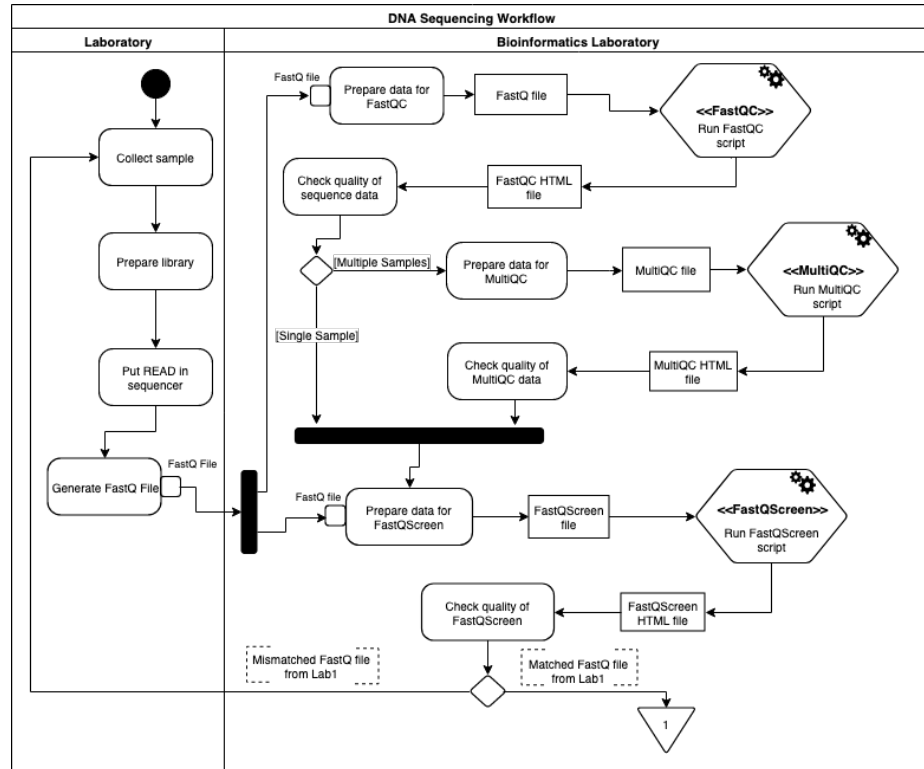 DNA Sequencing Workflow
Laboratory
Bioinformatics Laboratory
FastQ file
Prepare data for
FastQC
FastQ file
<<FastQC>>
Run FastQC
script
Collect sample
Check quality of
sequence data
FastQC HTML
file
Prepare library
[Multiple Samples]
Prepare data for
MultiQC
MultiQC file
<<MultiQC>>
Run MultiQC
script
[Single Sample]
Put READ in
sequencer
Check quality of
MultiQC data
MultiQC HTML
file
Generate FastQ File
FastQ File
FastQ file
Prepare data for
FastQScreen
FastQScreen
file
<<FastQScreen>>
Run FastQScreen
script
Check quality of
FastQScreen
FastQScreen
HTML file
Mismatched FastQ file
from Lab1
Matched FastQ file
from Lab1
1